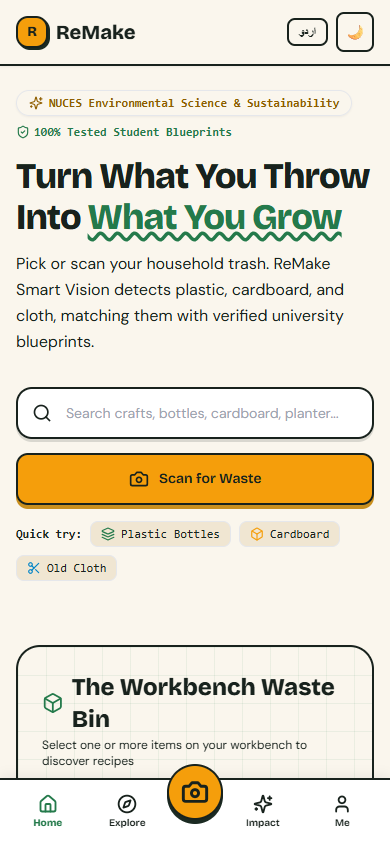 R ReMake اردو
NUCES Environmental Science & Sustainability
100% Tested Student Blueprints
Turn What You Throw
Into What You Grow
Pick or scan your household trash. ReMake
Smart Vision detects plastic, cardboard, and
cloth, matching them with verified university
blueprints.
Search crafts, bottles, cardboard, planter...
Scan for Waste
Quick try: Plastic Bottles Cardboard
Old Cloth
The Workbench Waste
Bin
Select one or more items on your workbench to
discover recipes
Home Explore Impact Me